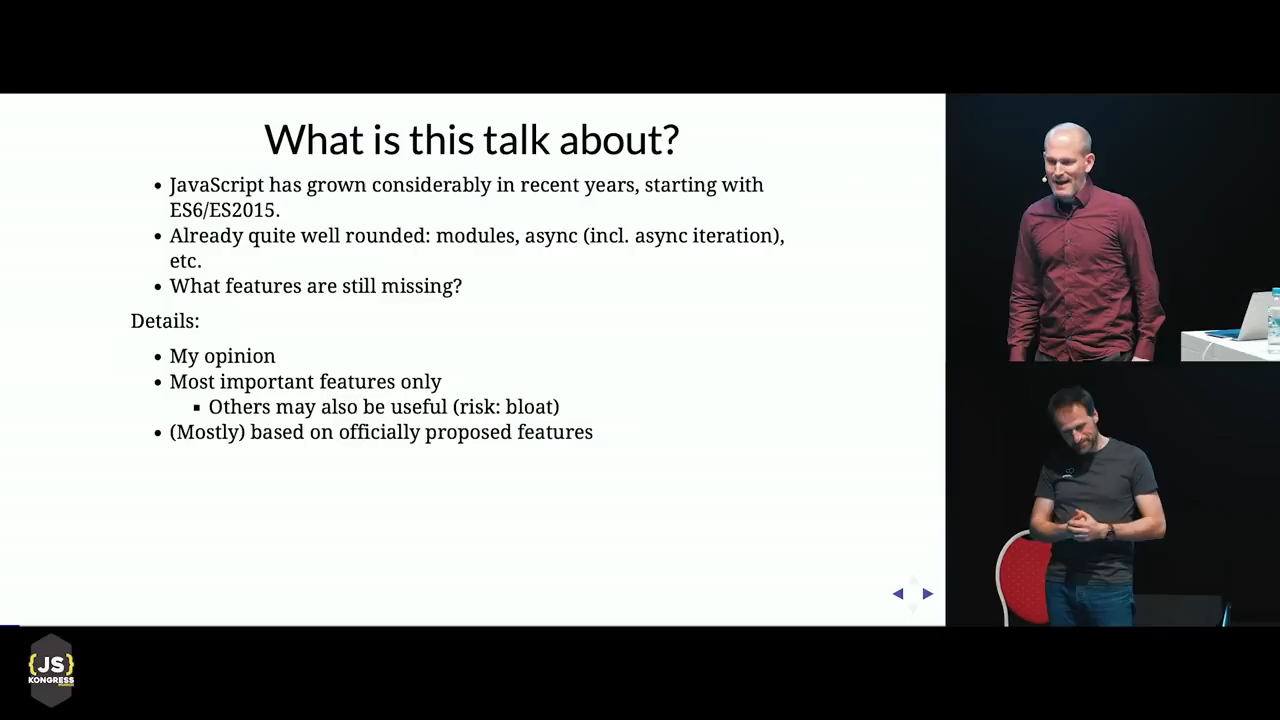 What is this talk about?
• JavaScript has grown considerably in recent years, starting with
ES6/ES2015.
• Already quite well rounded: modules, async (incl. async iteration),
etc.
• What features are still missing?
Details:
• My opinion
• Most important features only
▪ Others may also be useful (risk: bloat)
• (Mostly) based on officially proposed features
{JS}
KONGRESS